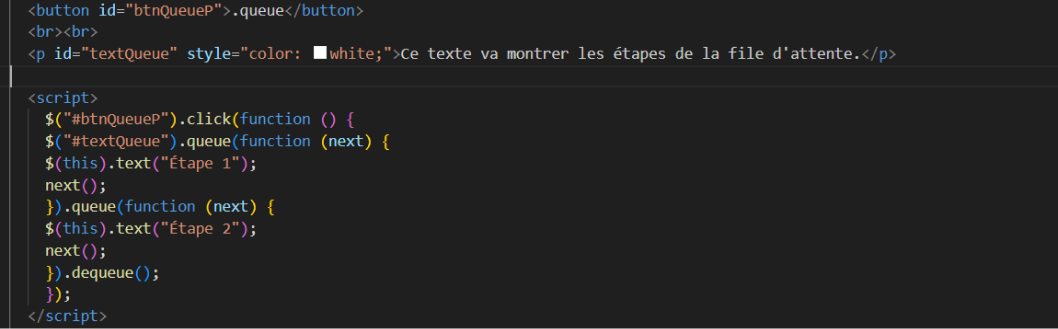 <button id="btnQueueP">.queue</button>
<br><br>
<p id="textQueue" style="color: white;">Ce texte va montrer les étapes de la file d'attente.</p>
<script>
$("#btnQueueP").click(function () {
$("#textQueue").queue(function (next) {
$(this).text("Étape 1");
next();
}).queue(function (next) {
$(this).text("Étape 2");
next();
}).dequeue();
});
</script>